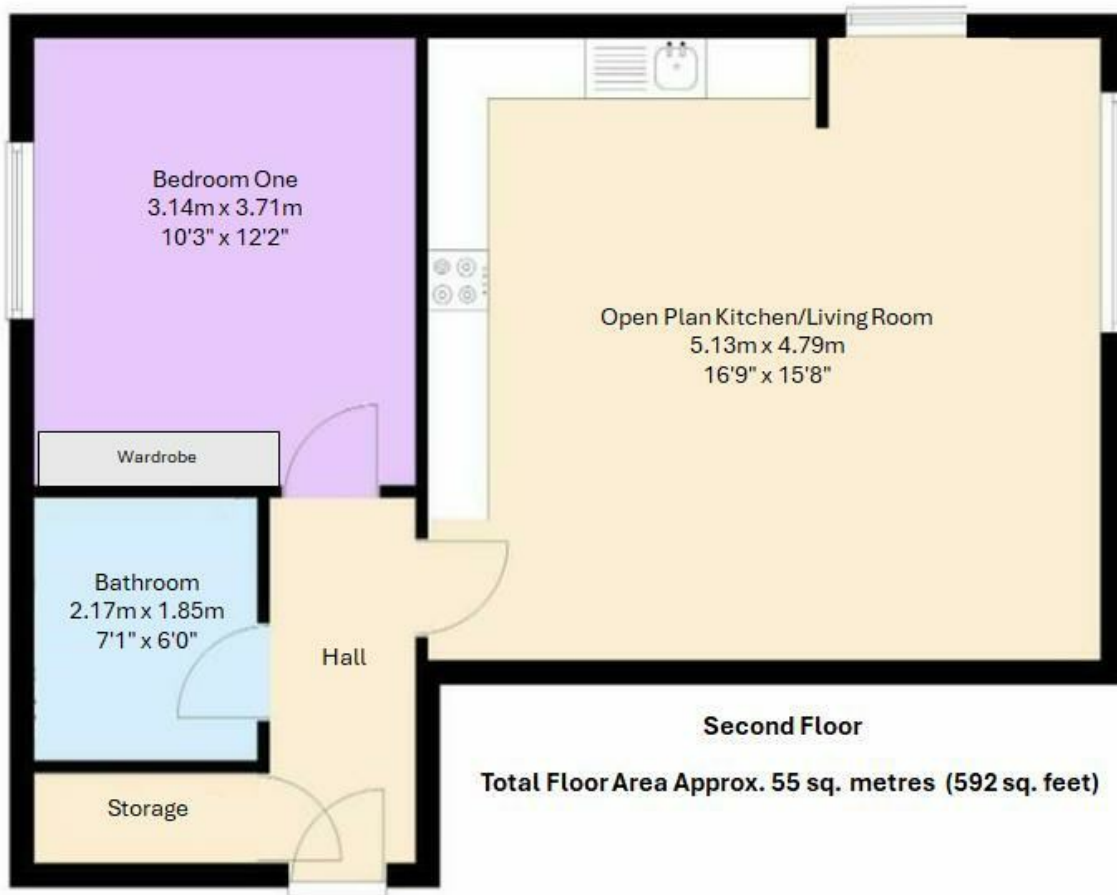 Bedroom One
3.14m x 3.71m
10'3" x 12'2"
Open Plan Kitchen/Living Room
5.13m x 4.79m
16'9" x 15'8"
Wardrobe
Bathroom
2.17m x 1.85m
7'1" x 6'0"
Hall
Storage
Second Floor
Total Floor Area Approx. 55 sq. metres (592 sq. feet)